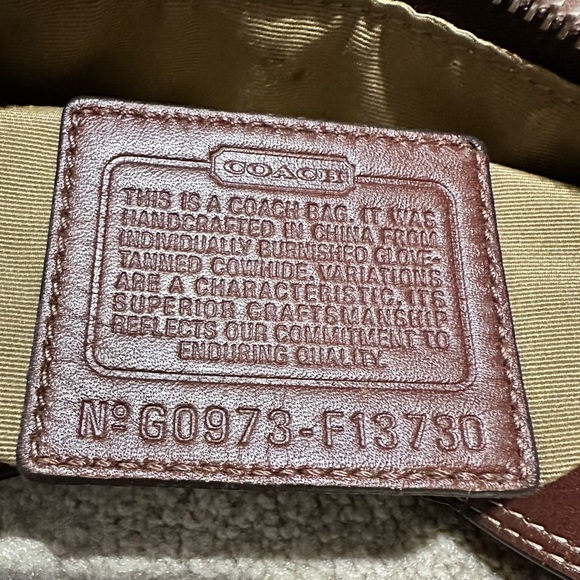 COACH
THIS IS A COACH BAG. IT WAS
HANDCRAFTED IN CHINA FROM
INDIVIDUALLY BURNISHED GLOVE-
TANNED COWHIDE. VARIATIONS
ARE A CHARACTERISTIC. ITS
SUPERIOR CRAFTSMANSHIP
REFLECTS OUR COMMITMENT TO
ENDURING QUALITY.
Nº G0973-F13730